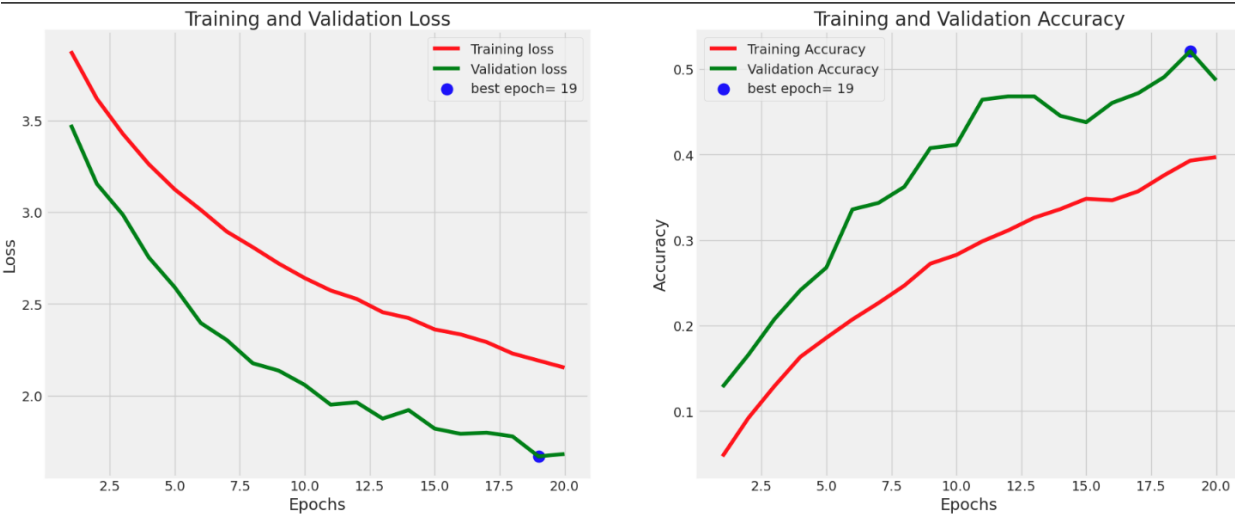 Training and Validation Loss
Training loss
Validation loss
best epoch= 19
3.5
3.0
2.5
2.0
Loss
2.5 5.0 7.5 10.0 12.5 15.0 17.5 20.0
Epochs
Training and Validation Accuracy
Training Accuracy
Validation Accuracy
best epoch= 19
0.5
0.4
0.3
0.2
0.1
Accuracy
2.5 5.0 7.5 10.0 12.5 15.0 17.5 20.0
Epochs